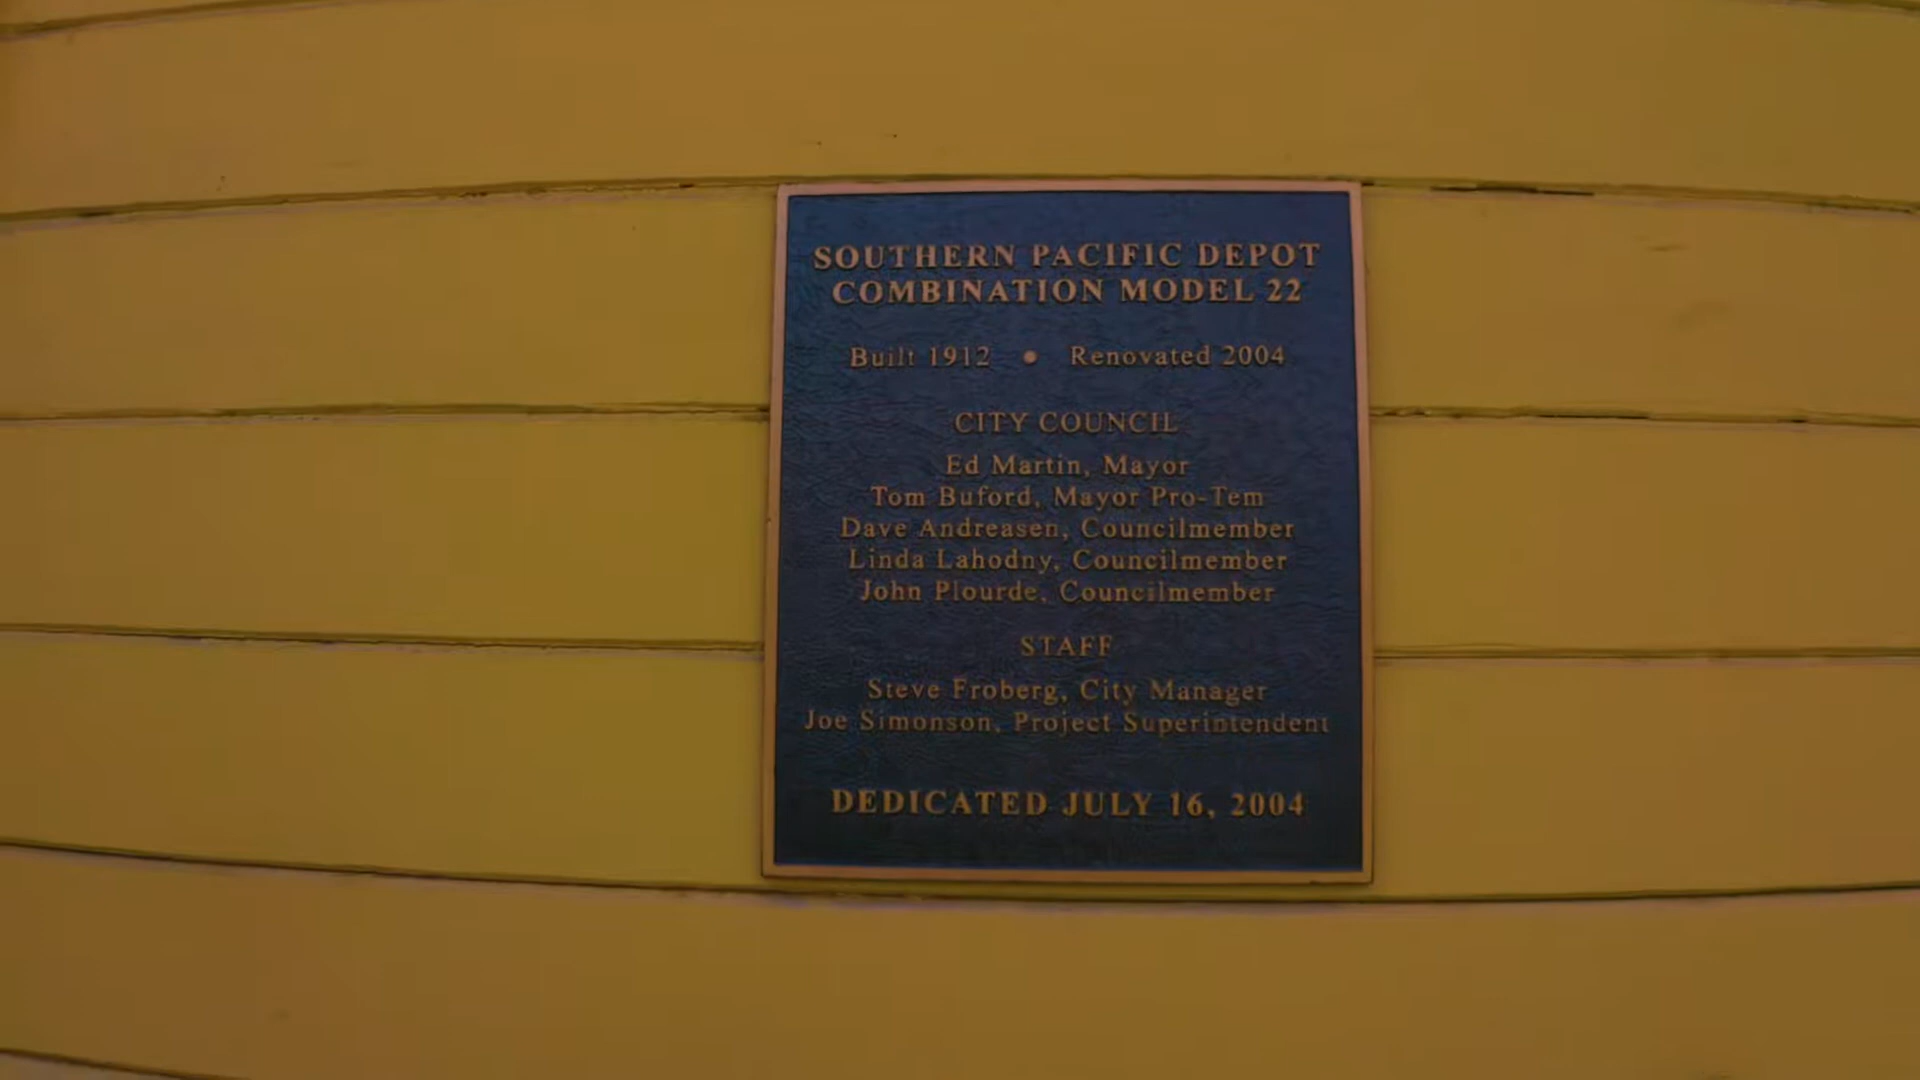 SOUTHERN PACIFIC DEPOT
COMBINATION MODEL 22
Built 1912 • Renovated 2004
CITY COUNCIL
Ed Martin, Mayor
Tom Buford, Mayor Pro-Tem
Dave Andreasen, Councilmember
Linda Lahodny, Councilmember
John Plourde, Councilmember
STAFF
Steve Froberg, City Manager
Joe Simonson, Project Superintendent
DEDICATED JULY 16, 2004